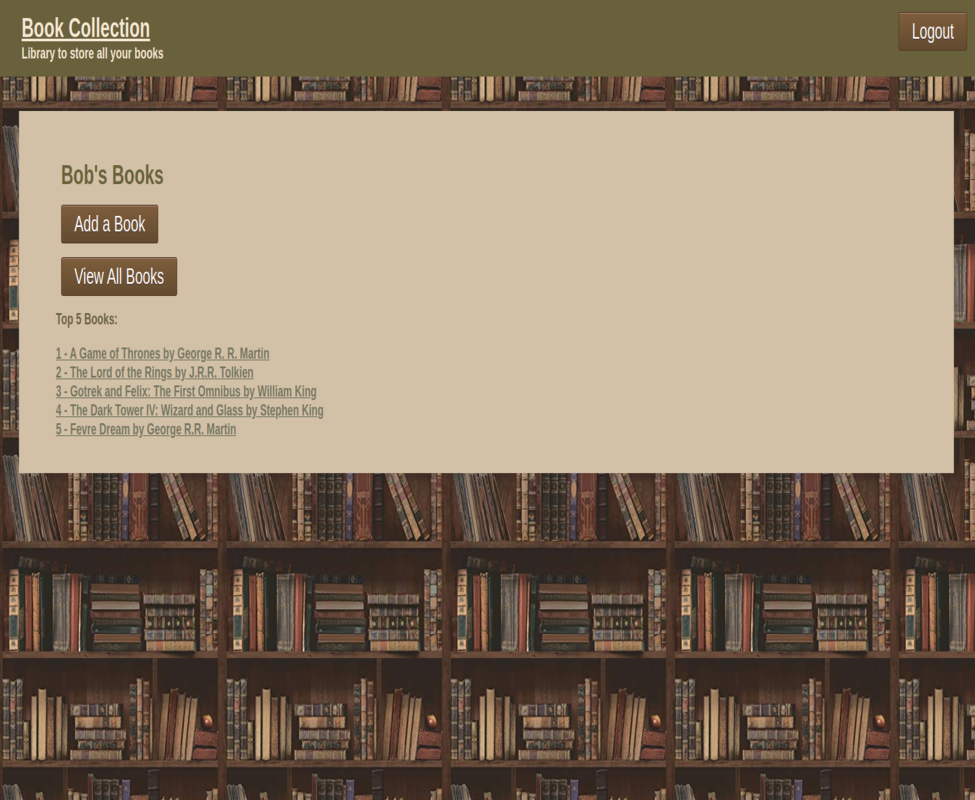 Book Collection
Library to store all your books
Logout
Bob's Books
Add a Book
View All Books
Top 5 Books:
1 - A Game of Thrones by George R. R. Martin
2 - The Lord of the Rings by J.R.R. Tolkien
3 - Gotrek and Felix: The First Omnibus by William King
4 - The Dark Tower IV: Wizard and Glass by Stephen King
5 - Fevre Dream by George R.R. Martin